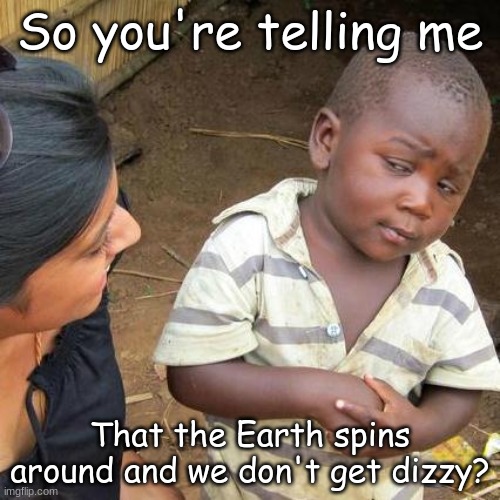 So you're telling me
That the Earth spins
around and we don't get dizzy?
imgflip.com